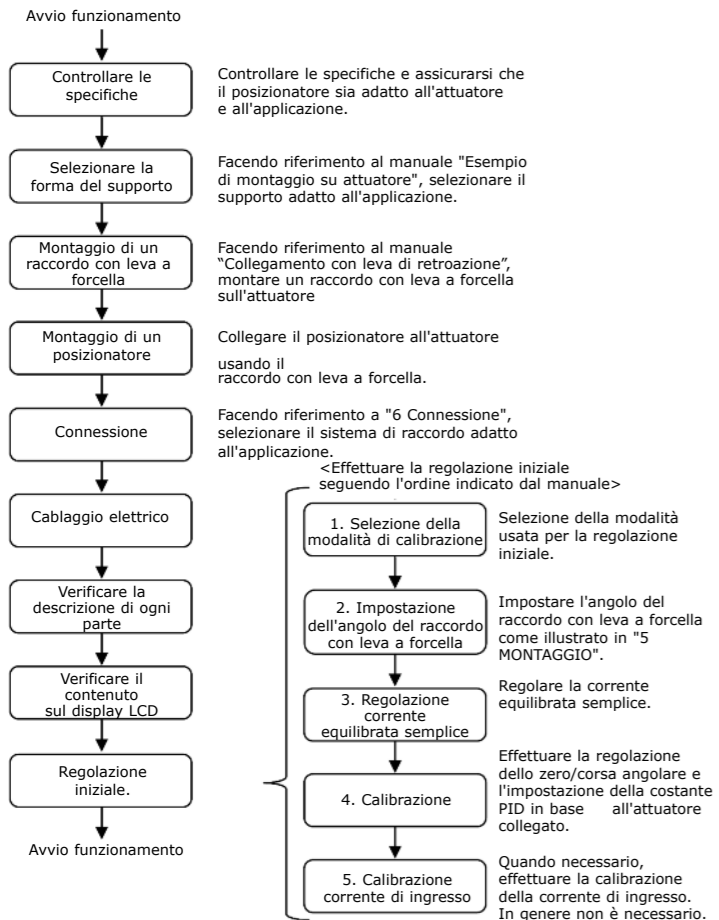 Avvio funzionamento
Controllare le
specifiche
Controllare le specifiche e assicurarsi che
il posizionatore sia adatto all'attuatore
e all'applicazione.
Selezionare la
forma del supporto
Facendo riferimento al manuale "Esempio
di montaggio su attuatore", selezionare il
supporto adatto all'applicazione.
Montaggio di un
raccordo con leva a
forcella
Facendo riferimento al manuale
“Collegamento con leva di retroazione”,
montare un raccordo con leva a forcella
sull'attuatore
Montaggio di un
posizionatore
Collegare il posizionatore all'attuatore
usando il
raccordo con leva a forcella.
Connessione
Facendo riferimento a "6 Connessione",
selezionare il sistema di raccordo adatto
all'applicazione.
Cablaggio elettrico
Verificare la
descrizione di ogni
parte
Verificare il
contenuto
sul display LCD
Regolazione
iniziale.
Avvio funzionamento
<Effettuare la regolazione iniziale
seguendo l'ordine indicato dal manuale>
1. Selezione della
modalità di calibrazione
Selezione della modalità
usata per la regolazione
iniziale.
2. Impostazione
dell'angolo del raccordo
con leva a forcella
Impostare l'angolo del
raccordo con leva a forcella
come illustrato in "5
MONTAGGIO".
3. Regolazione
corrente
equilibrata semplice
Regolare la corrente
equilibrata semplice.
4. Calibrazione
Effettuare la regolazione
dello zero/corsa angolare e
l'impostazione della costante
PID in base all'attuatore
collegato.
5. Calibrazione
corrente di ingresso
Quando necessario,
effettuare la calibrazione
della corrente di ingresso.
In genere non è necessario.